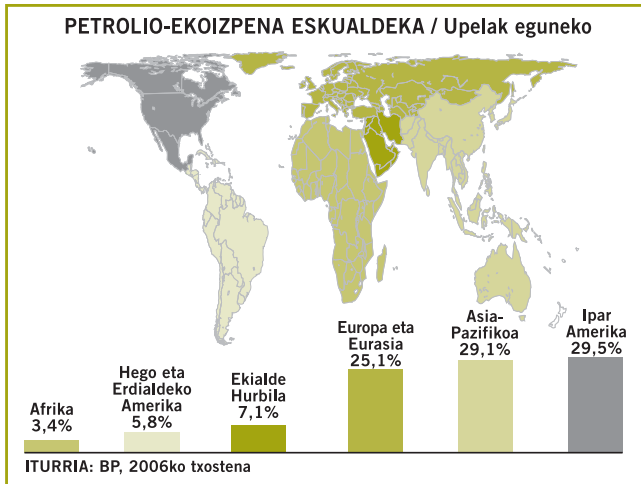 PETROLIO-EKOIZPENA ESKUALDEKA / Upelak eguneko
Afrika
3,4%
Hego eta
Erdialdeko
Amerika
5,8%
Ekialde
Hurbila
7,1%
Europa eta
Eurasia
25,1%
Asia-
Pazifikoa
29,1%
Ipar
Amerika
29,5%
ITURRIA: BP, 2006ko txostena